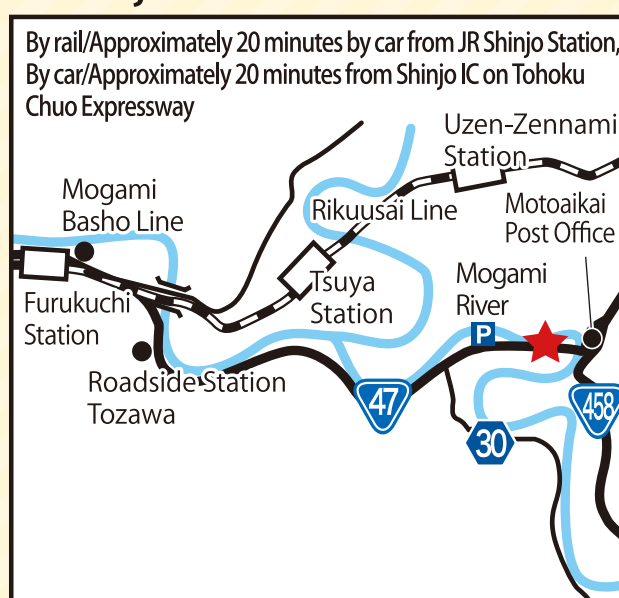 By rail/Approximately 20 minutes by car from JR Shinjo Station,
By car/Approximately 20 minutes from Shinjo IC on Tohoku
Chuo Expressway
Uzen-Zennami
Station
Mogami
Basho Line
Rikuusai Line
Motoaikai
Post Office
Furukuchi
Station
Tsuya
Station
Mogami
River
P
Roadside Station
Tozawa
47
458
30